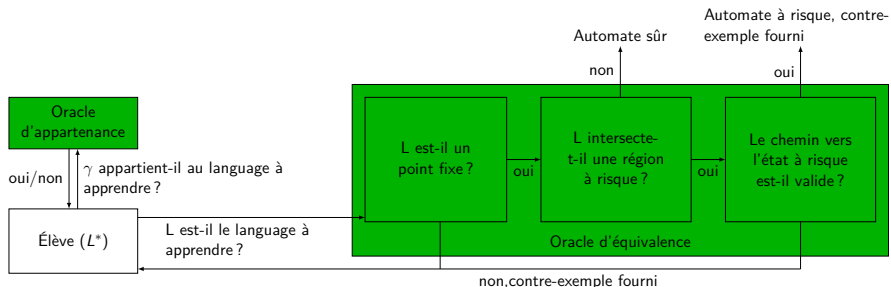 Automate à risque, contre-
exemple fourni
Automate sûr
non
oui
Oracle
d'appartenance
L est-il un
point fixe ?
L intersecte-
t-il une région
à risque ?
Le chemin vers
l'état à risque
est-il valide ?
oui
oui
oui/non
γ appartient-il au language à
apprendre ?
Élève (L*)
L est-il le language à
apprendre ?
Oracle d'équivalence
non,contre-exemple fourni